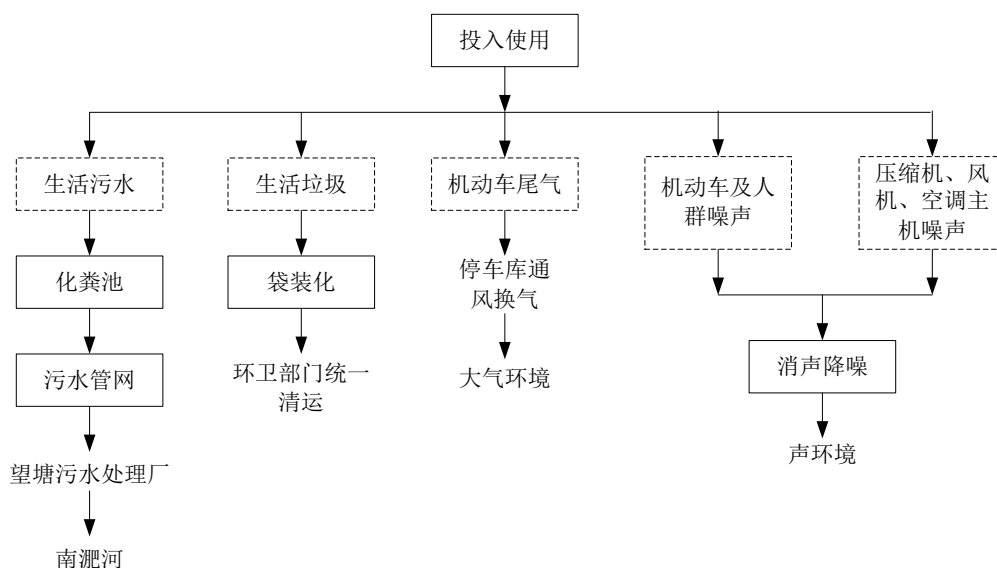 投入使用
生活污水
生活垃圾
机动车尾气
机动车及人
群噪声
压缩机、风
机、空调主
机噪声
化粪池
袋装化
停车库通
风换气
污水管网
环卫部门统一
清运
大气环境
消声降噪
望塘污水处理厂
声环境
南淝河